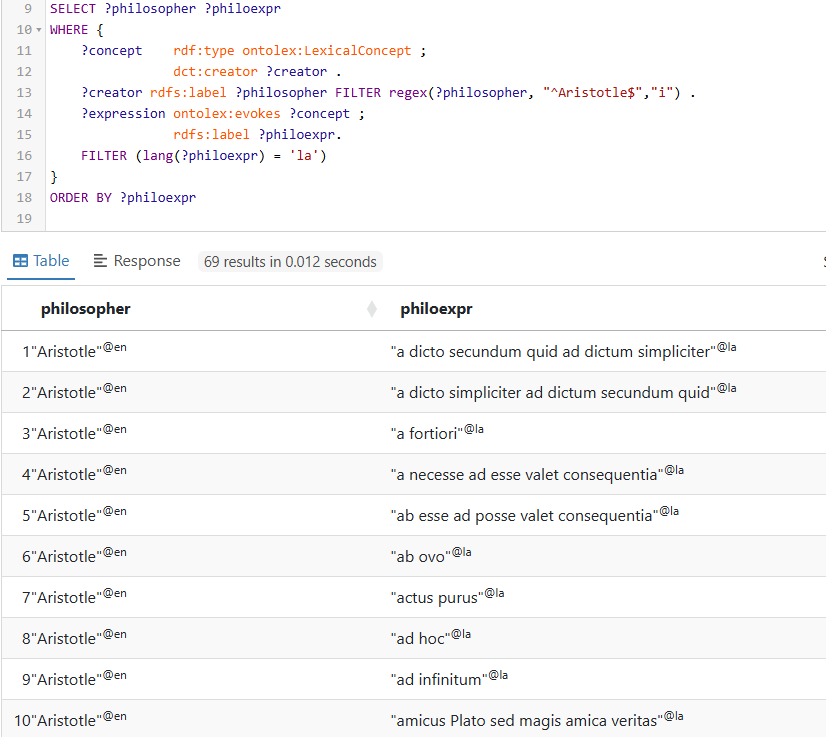 9 SELECT ?philosopher ?philoexpr
10 WHERE {
11 ?concept rdf:type ontolex:LexicalConcept ;
12 dct:creator ?creator .
13 ?creator rdfs:label ?philosopher FILTER regex(?philosopher, "^Aristotle$","i") .
14 ?expression ontolex:evokes ?concept ;
15 rdfs:label ?philoexpr.
16 FILTER (lang(?philoexpr) = 'la')
17 }
18 ORDER BY ?philoexpr
19
Table Response 69 results in 0.012 seconds
philosopher philoexpr
1 "Aristotle"@en "a dicto secundum quid ad dictum simpliciter"@la
2 "Aristotle"@en "a dicto simpliciter ad dictum secundum quid"@la
3 "Aristotle"@en "a fortiori"@la
4 "Aristotle"@en "a necesse ad esse valet consequentia"@la
5 "Aristotle"@en "ab esse ad posse valet consequentia"@la
6 "Aristotle"@en "ab ovo"@la
7 "Aristotle"@en "actus purus"@la
8 "Aristotle"@en "ad hoc"@la
9 "Aristotle"@en "ad infinitum"@la
10 "Aristotle"@en "amicus Plato sed magis amica veritas"@la